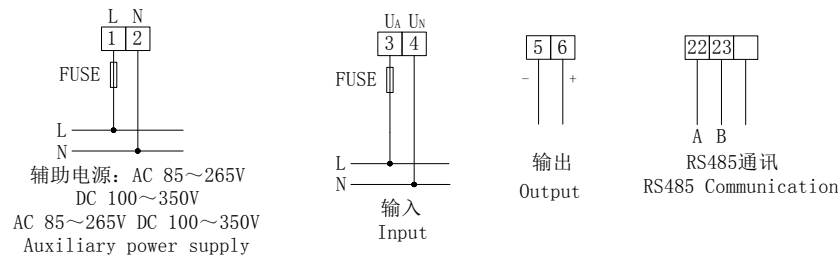 L N
1 2
FUSE
L
N
辅助电源: AC 85～265V
DC 100～350V
AC 85～265V DC 100～350V
Auxiliary power supply
UA UN
3 4
FUSE
L
N
输入
Input
5 6
- +
输出
Output
22 23
A B
RS485通讯
RS485 Communication